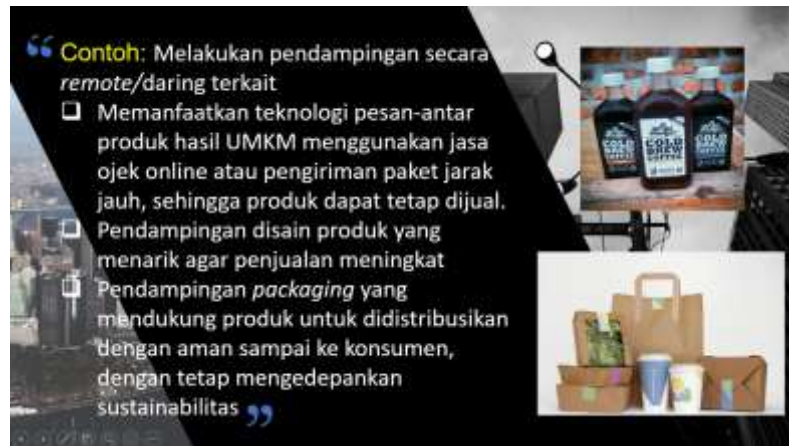 Contoh: Melakukan pendampingan secara
remote/daring terkait
Memanfaatkan teknologi pesan-antar
produk hasil UMKM menggunakan jasa
ojek online atau pengiriman paket jarak
jauh, sehingga produk dapat tetap dijual.
Pendampingan disain produk yang
menarik agar penjualan meningkat
Pendampingan packaging yang
mendukung produk untuk didistribusikan
dengan aman sampai ke konsumen,
dengan tetap mengedepankan
sustainabilitas
COLD
BREW
COFFEE